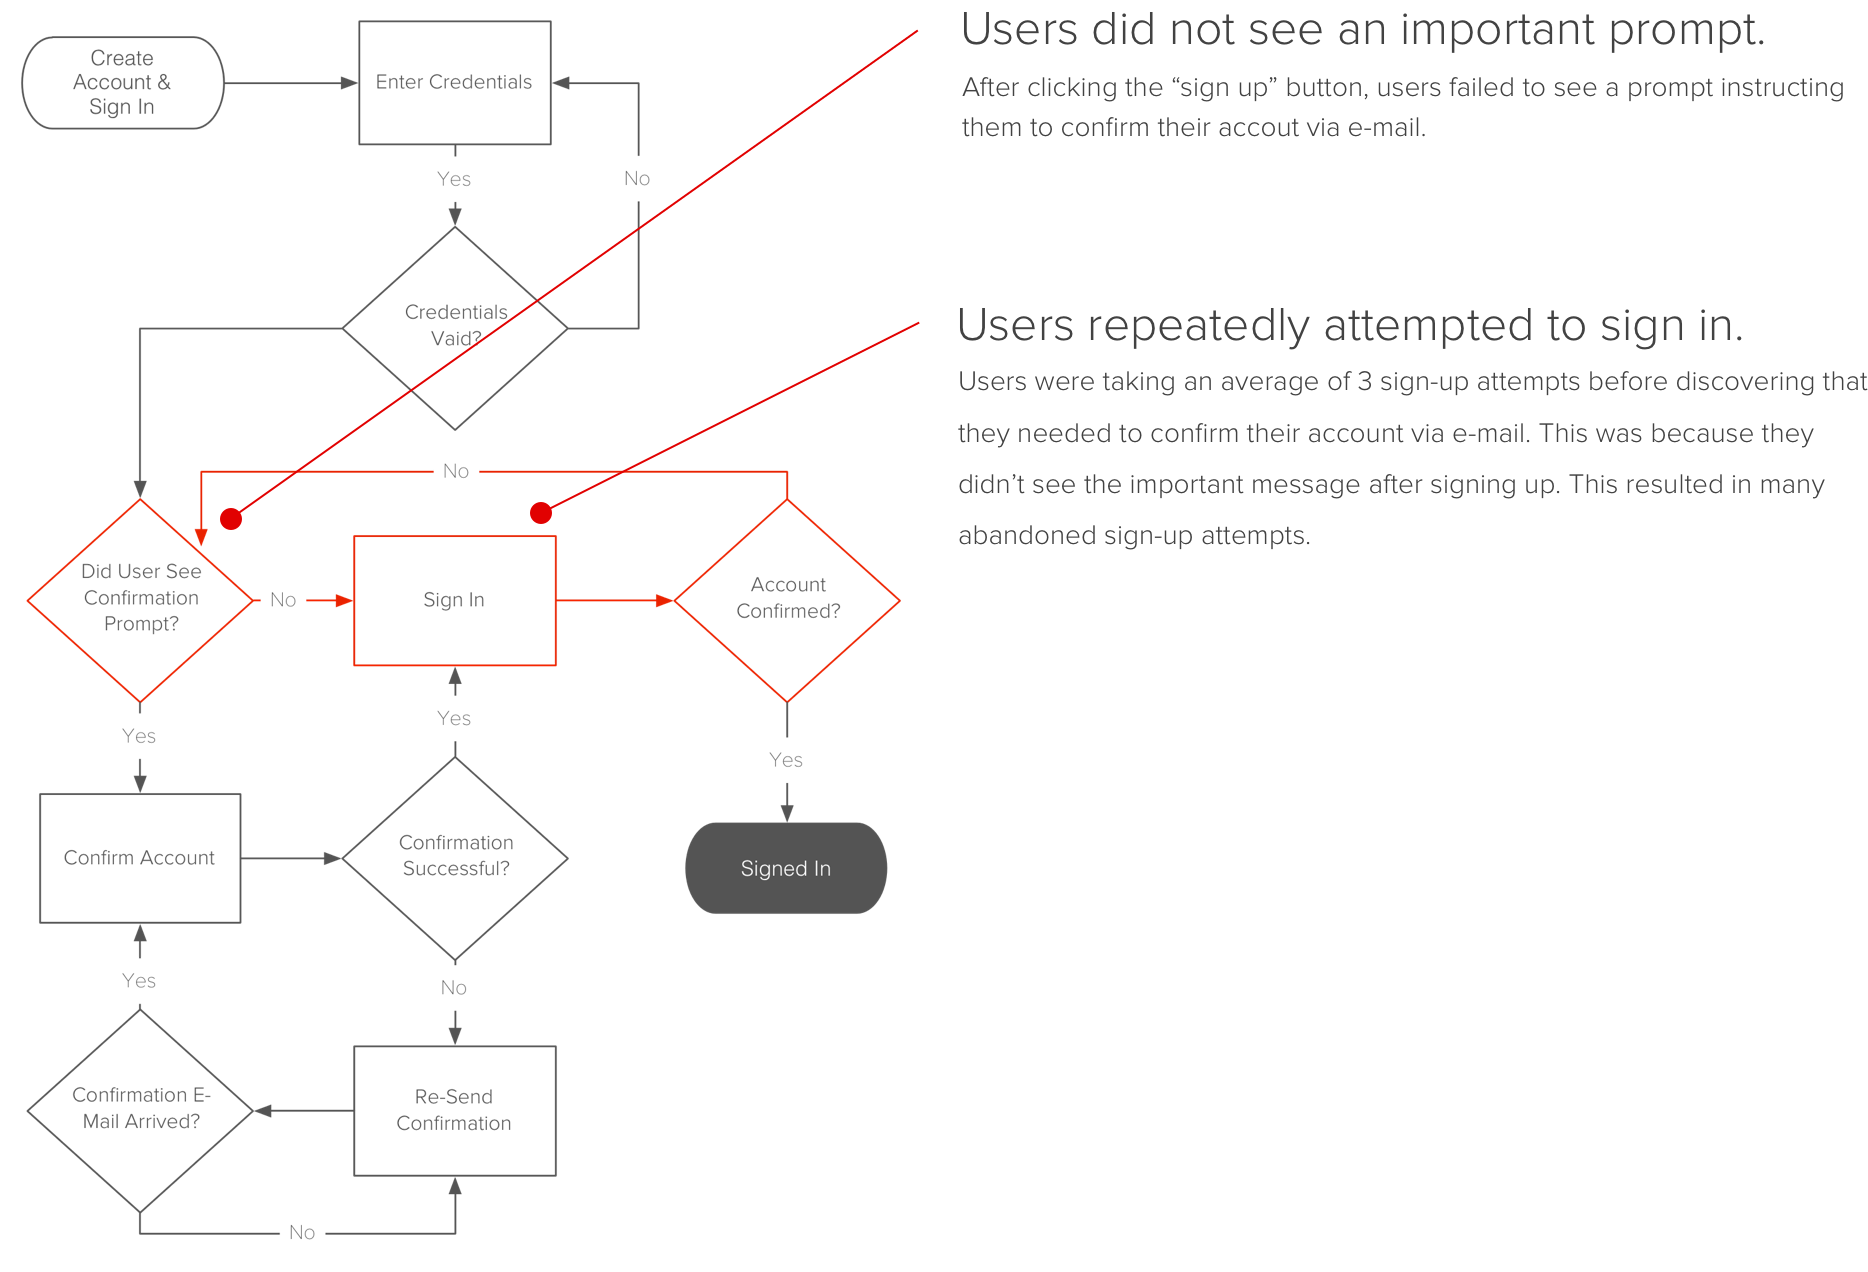 Create
Account &
Sign In
Enter Credentials
Yes
No
Credentials
Vaid?
No
Did User See
Confirmation
Prompt?
No
Sign In
Account
Confirmed?
Yes
Yes
Yes
Confirm Account
Confirmation
Successful?
Signed In
Yes
No
Confirmation E-
Mail Arrived?
Re-Send
Confirmation
No
Users did not see an important prompt.
After clicking the “sign up” button, users failed to see a prompt instructing
them to confirm their accout via e-mail.
Users repeatedly attempted to sign in.
Users were taking an average of 3 sign-up attempts before discovering that
they needed to confirm their account via e-mail. This was because they
didn’t see the important message after signing up. This resulted in many
abandoned sign-up attempts.